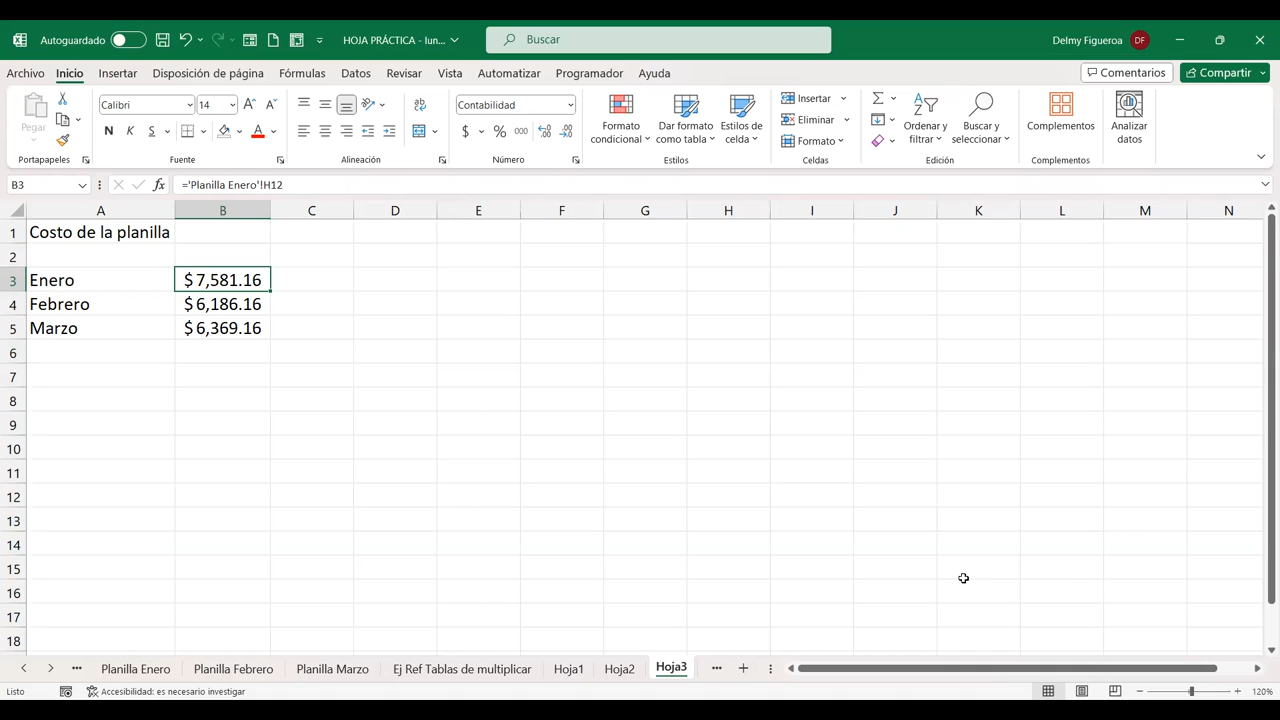 Autoguardado HOJA PRÁCTICA - lun... Buscar Delmy Figueroa DF
Archivo Inicio Insertar Disposición de página Fórmulas Datos Revisar Vista Automatizar Programador Ayuda Comentarios Compartir
Pegar Calibri 14 N K S A Contabilidad $ % 000 Formato condicional Dar formato como tabla Estilos de celda Insertar Eliminar Formato Ordenar y filtrar Buscar y seleccionar Complementos Analizar datos
Portapapeles Fuente Alineación Número Estilos Celdas Edición Complementos
B3 fx ='Planilla Enero'!H12
A B C D E F G H I J K L M N
1 Costo de la planilla
2
3 Enero $ 7,581.16
4 Febrero $ 6,186.16
5 Marzo $ 6,369.16
6
7
8
9
10
11
12
13
14
15
16
17
18
Planilla Enero Planilla Febrero Planilla Marzo Ej Ref Tablas de multiplicar Hoja1 Hoja2 Hoja3
Listo Accesibilidad: es necesario investigar 120%